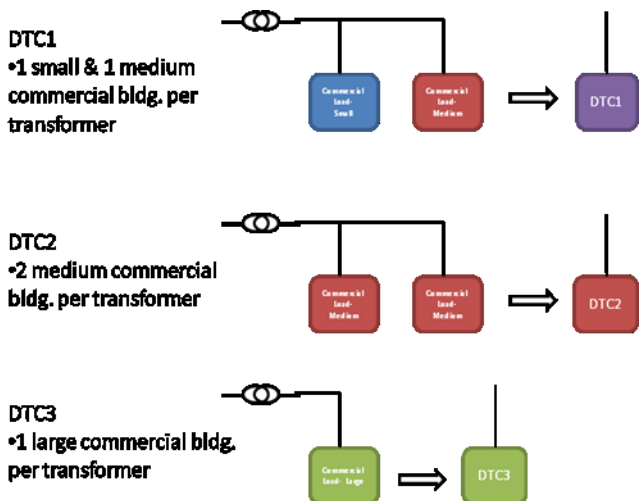 DTC1
•1 small & 1 medium
commercial bldg. per
transformer
Commercial
Load-
Small
Commercial
Load-
Medium
DTC1
DTC2
•2 medium commercial
bldg. per transformer
Commercial
Load-
Medium
Commercial
Load-
Medium
DTC2
DTC3
•1 large commercial bldg.
per transformer
Commercial
Load- Large
DTC3